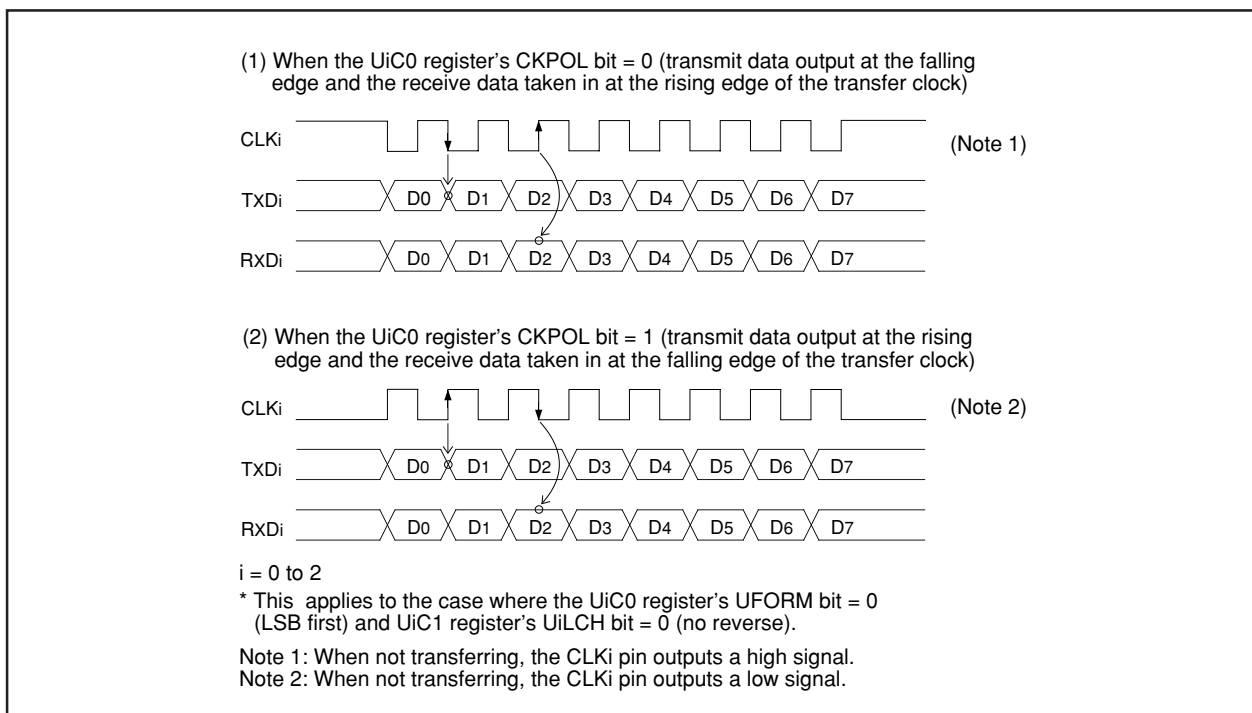 (1) When the UiC0 register's CKPOL bit = 0 (transmit data output at the falling
edge and the receive data taken in at the rising edge of the transfer clock)
CLKi
(Note 1)
TXDi
D0 D1 D2 D3 D4 D5 D6 D7
RXDi
D0 D1 D2 D3 D4 D5 D6 D7
(2) When the UiC0 register's CKPOL bit = 1 (transmit data output at the rising
edge and the receive data taken in at the falling edge of the transfer clock)
CLKi
(Note 2)
TXDi
D0 D1 D2 D3 D4 D5 D6 D7
RXDi
D0 D1 D2 D3 D4 D5 D6 D7
i = 0 to 2
* This applies to the case where the UiC0 register's UFORM bit = 0
(LSB first) and UiC1 register's UiLCH bit = 0 (no reverse).
Note 1: When not transferring, the CLKi pin outputs a high signal.
Note 2: When not transferring, the CLKi pin outputs a low signal.